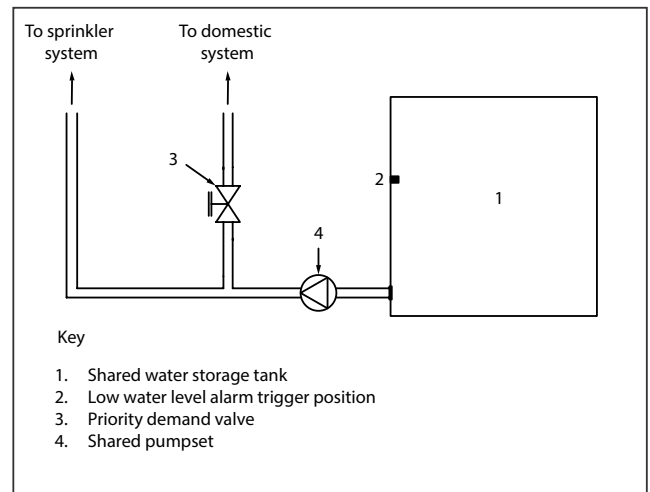 To sprinkler
system
To domestic
system
3
2
1
4
Key
1. Shared water storage tank
2. Low water level alarm trigger position
3. Priority demand valve
4. Shared pumpset